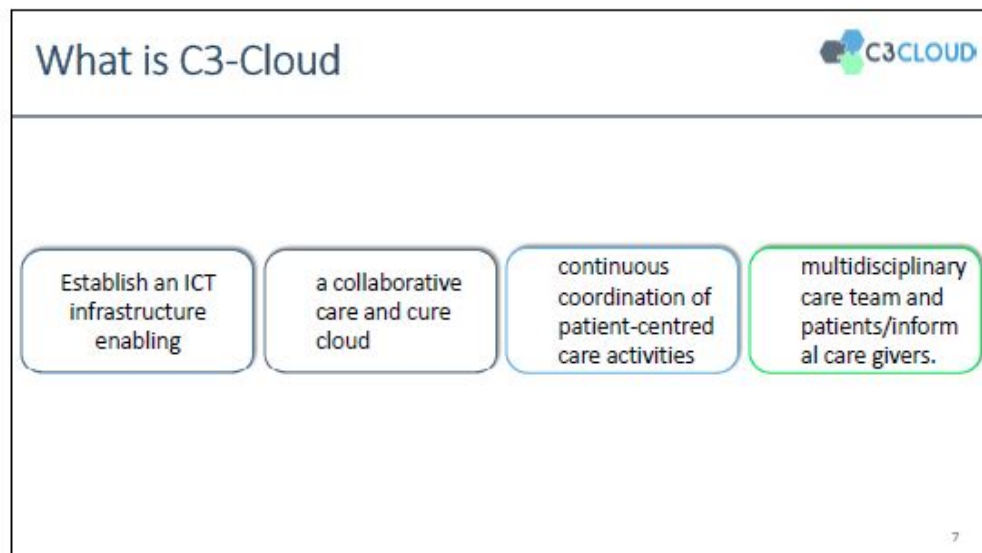 What is C3-Cloud
C3CLOUD
Establish an ICT
infrastructure
enabling
a collaborative
care and cure
cloud
continuous
coordination of
patient-centred
care activities
multidisciplinary
care team and
patients/inform
al care givers.
7